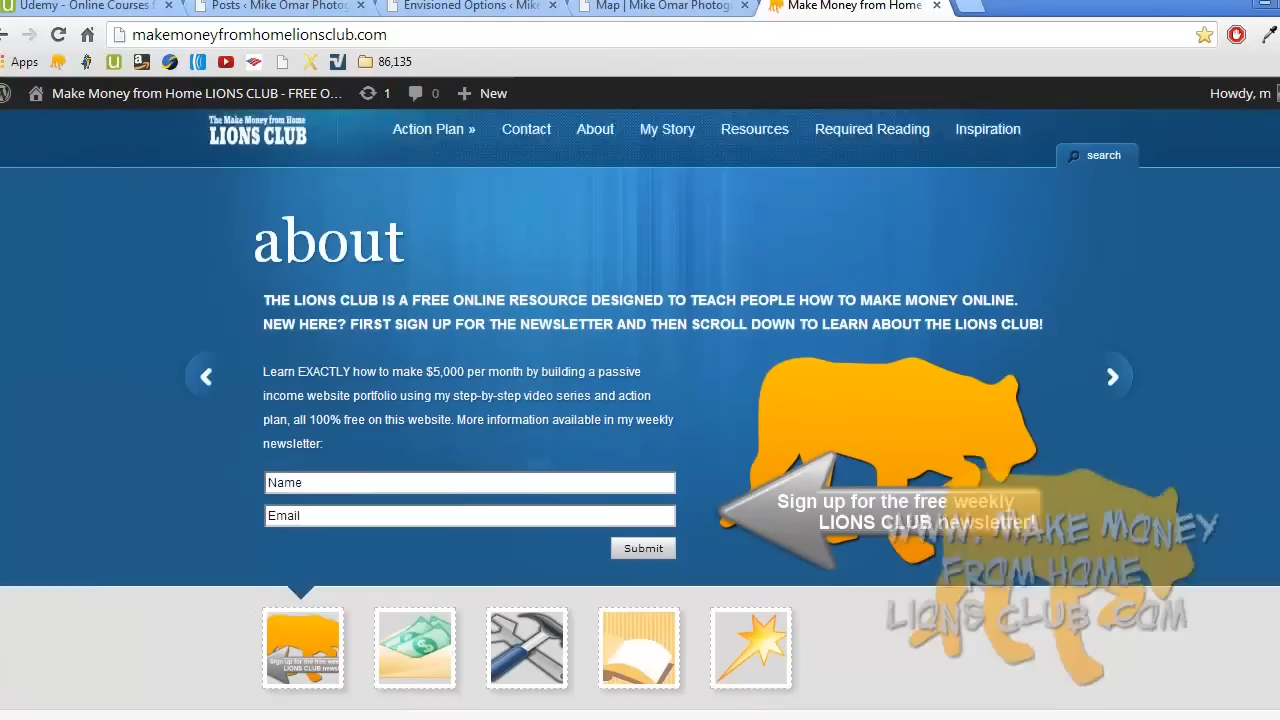 Udemy - Online Courses
Posts ‹ Mike Omar Photog
Envisioned Options ‹ Mike
Map | Mike Omar Photog
Make Money from Home
makemoneyfromhomelionsclub.com
Apps
86,135
Make Money from Home LIONS CLUB - FREE O...
1
0
New
Howdy, m
The Make Money from Home
LIONS CLUB
Action Plan »
Contact
About
My Story
Resources
Required Reading
Inspiration
search
about
THE LIONS CLUB IS A FREE ONLINE RESOURCE DESIGNED TO TEACH PEOPLE HOW TO MAKE MONEY ONLINE.
NEW HERE? FIRST SIGN UP FOR THE NEWSLETTER AND THEN SCROLL DOWN TO LEARN ABOUT THE LIONS CLUB!
Learn EXACTLY how to make $5,000 per month by building a passive
income website portfolio using my step-by-step video series and action
plan, all 100% free on this website. More information available in my weekly
newsletter:
Name
Email
Submit
Sign up for the free weekly
LIONS CLUB newsletter!
WWW. MAKE MONEY
FROM HOME
LIONS CLUB .COM
Sign up for the free wee
LIONS CLUB news